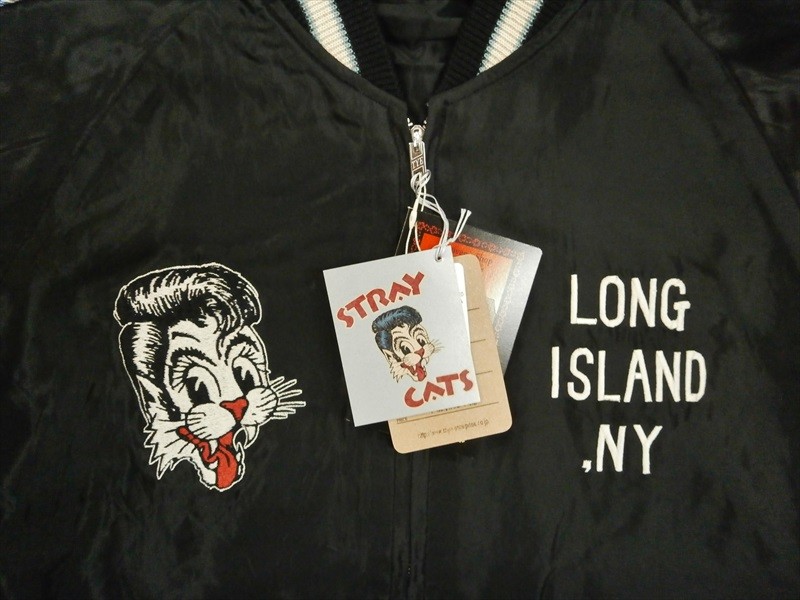 STRAY
CATS
LONG
ISLAND
,NY